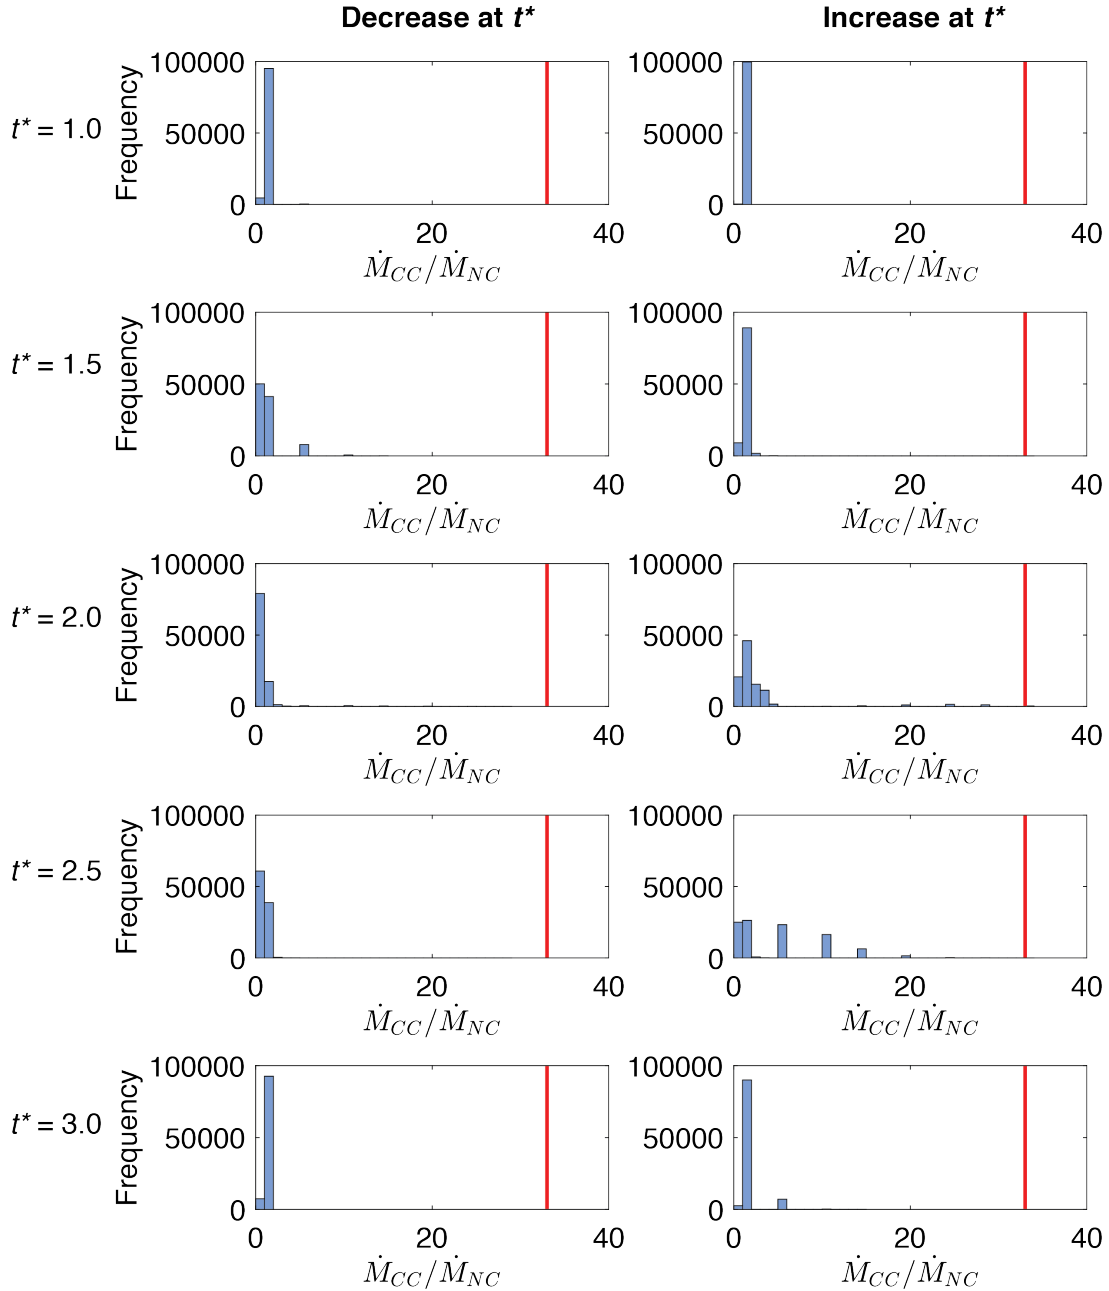 Decrease at t*
Increase at t*
t* = 1.0
Frequency
100000
50000
0
0 20 40
Ṁ_CC/Ṁ_NC
100000
50000
0
0 20 40
Ṁ_CC/Ṁ_NC
t* = 1.5
Frequency
100000
50000
0
0 20 40
Ṁ_CC/Ṁ_NC
100000
50000
0
0 20 40
Ṁ_CC/Ṁ_NC
t* = 2.0
Frequency
100000
50000
0
0 20 40
Ṁ_CC/Ṁ_NC
100000
50000
0
0 20 40
Ṁ_CC/Ṁ_NC
t* = 2.5
Frequency
100000
50000
0
0 20 40
Ṁ_CC/Ṁ_NC
100000
50000
0
0 20 40
Ṁ_CC/Ṁ_NC
t* = 3.0
Frequency
100000
50000
0
0 20 40
Ṁ_CC/Ṁ_NC
100000
50000
0
0 20 40
Ṁ_CC/Ṁ_NC